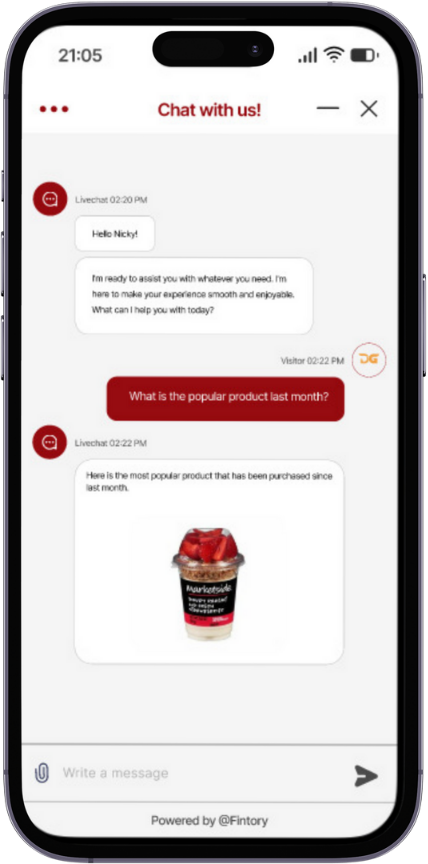 21:05
Chat with us!
Livechat 02:20 PM
Hello Nicky!
I'm ready to assist you with whatever you need. I'm
here to make your experience smooth and enjoyable.
What can I help you with today?
Visitor 02:22 PM
DG
What is the popular product last month?
Livechat 02:22 PM
Here is the most popular product that has been purchased since
last month.
Marketside
Write a message
Powered by @Fintory